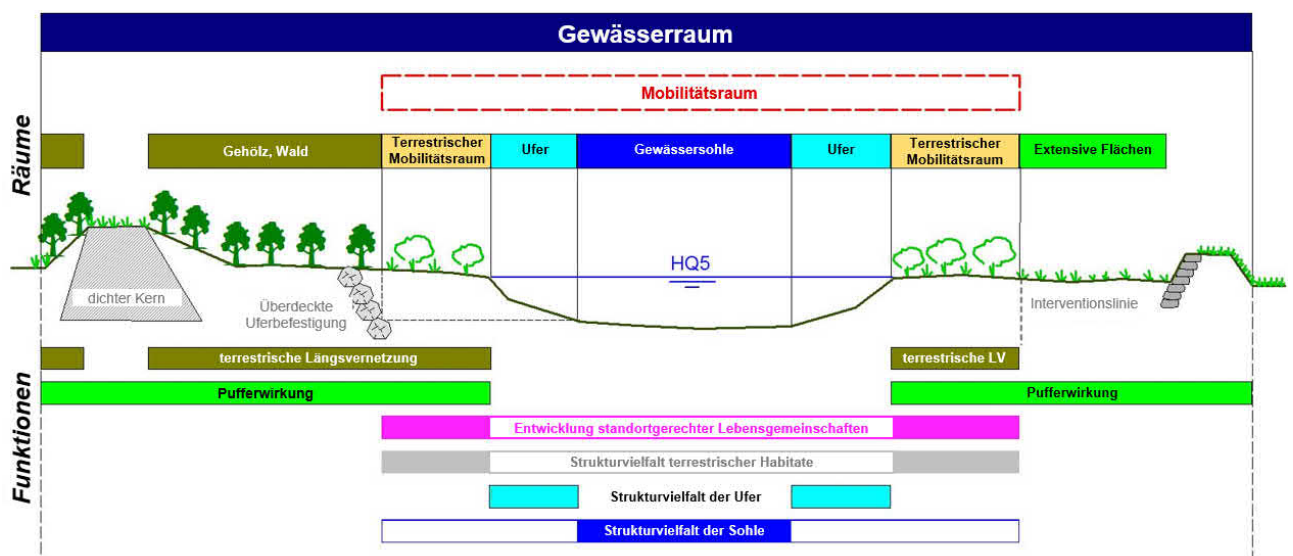 Gewässerraum
Mobilitätsraum
Räume
Gehölz, Wald
Terrestrischer
Mobilitätsraum
Ufer
Gewässersohle
Ufer
Terrestrischer
Mobilitätsraum
Extensive Flächen
HQ5
dichter Kern
Überdeckte
Uferbefestigung
Interventionslinie
Funktionen
terrestrische Längsvernetzung
terrestrische LV
Pufferwirkung
Pufferwirkung
Entwicklung standortgerechter Lebensgemeinschaften
Strukturvielfalt terrestrischer Habitate
Strukturvielfalt der Ufer
Strukturvielfalt der Sohle